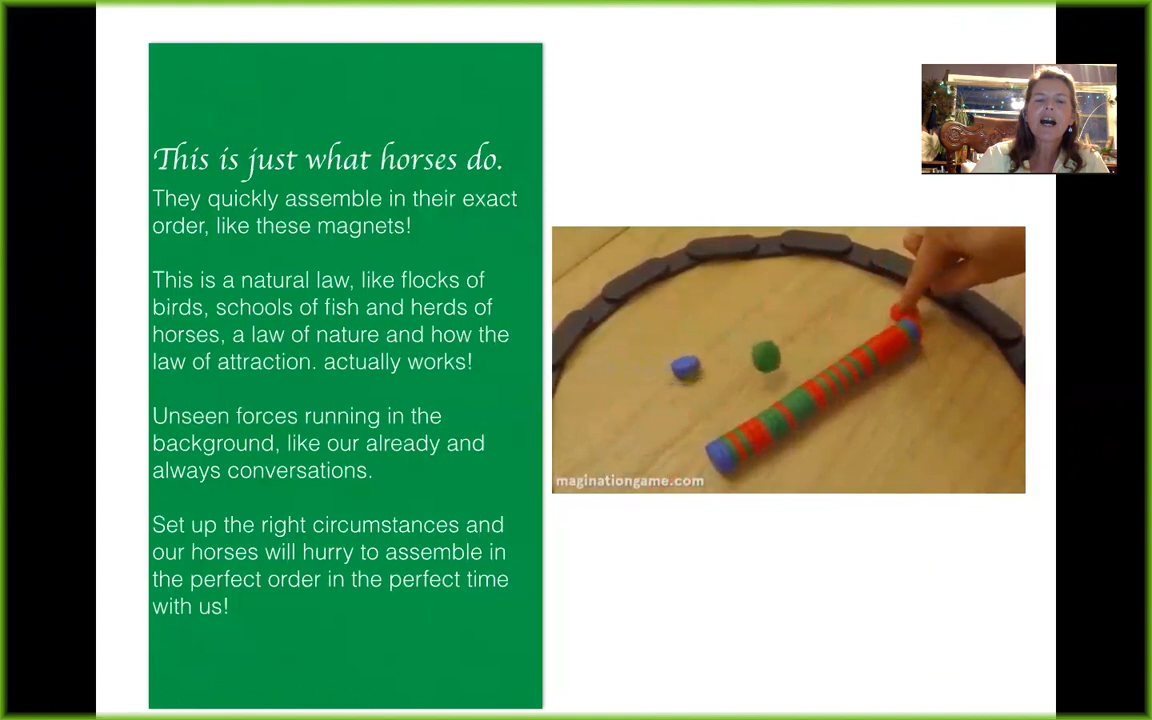 This is just what horses do.
They quickly assemble in their exact
order, like these magnets!
This is a natural law, like flocks of
birds, schools of fish and herds of
horses, a law of nature and how the
law of attraction. actually works!
Unseen forces running in the
background, like our already and
always conversations.
Set up the right circumstances and
our horses will hurry to assemble in
the perfect order in the perfect time
with us!
maginationgame.com